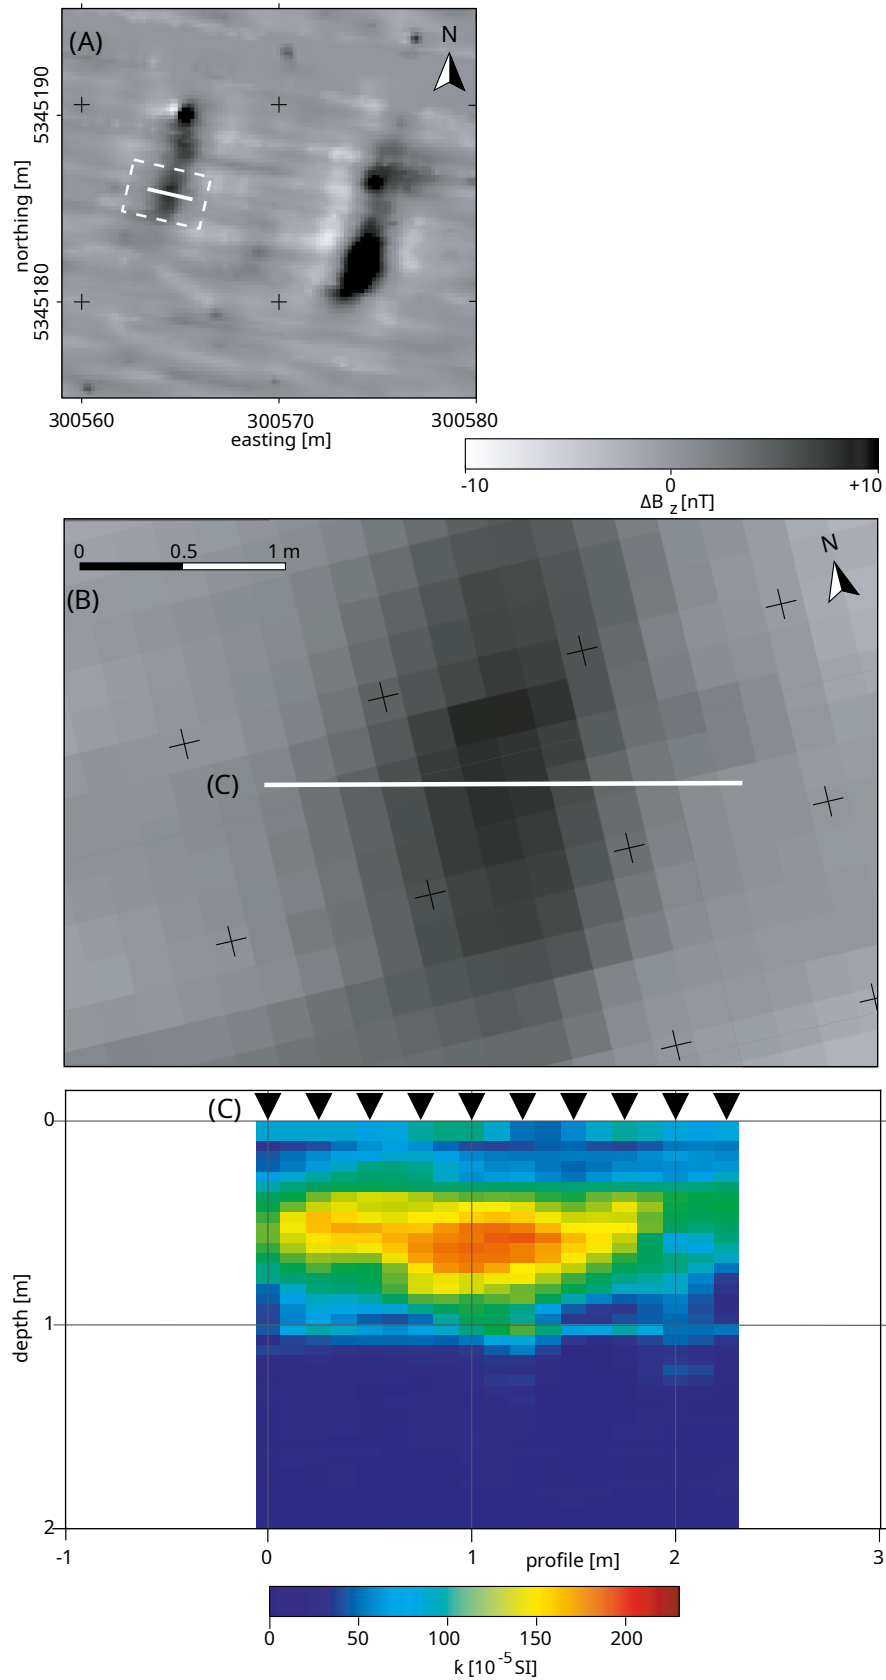 (A)
N
5345190
northing [m]
5345180
300560
300570
300580
easting [m]
-10
0
+10
ΔB z [nT]
0
0.5
1 m
N
(B)
(C)
(C)
0
1
2
depth [m]
-1
0
1
2
3
profile [m]
0
50
100
150
200
k [10⁻⁵ SI]